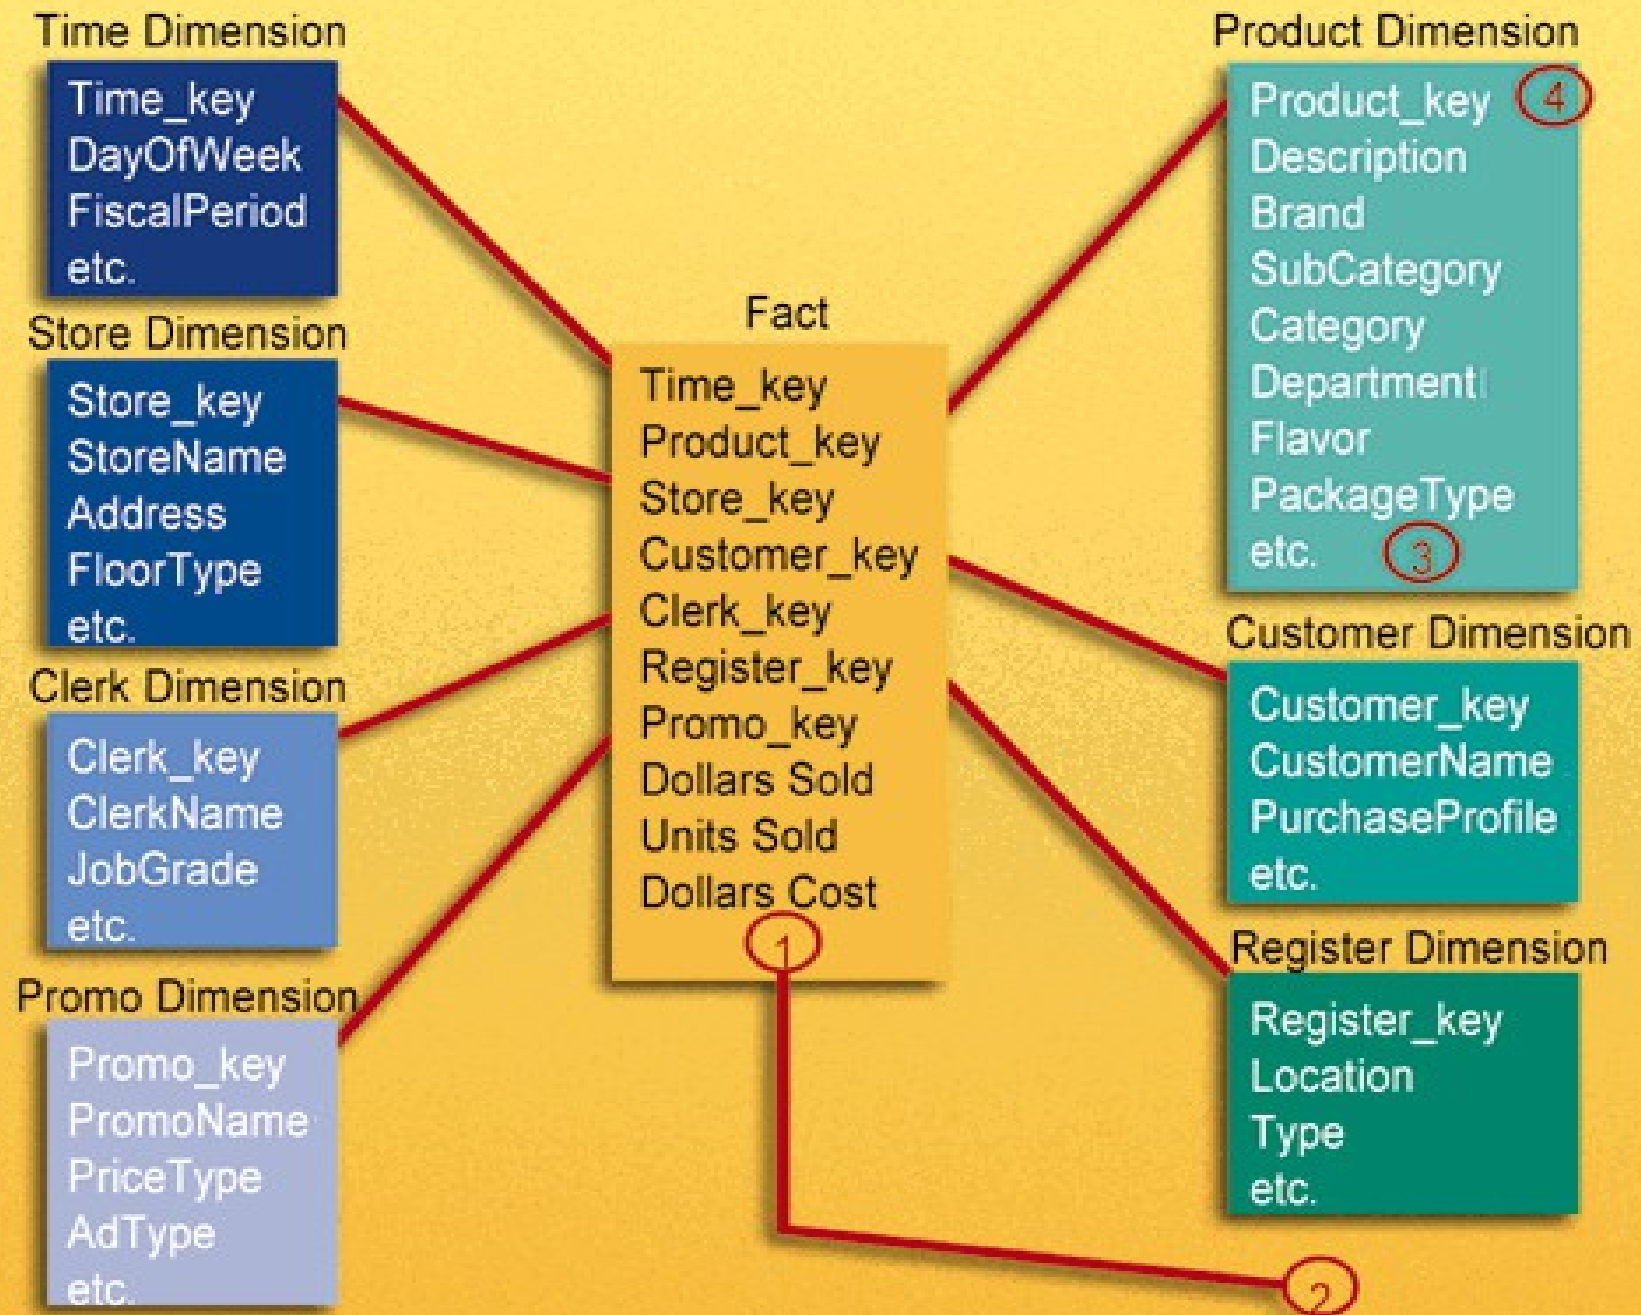 Time Dimension
Time_key
DayOfWeek
FiscalPeriod
etc.
Store Dimension
Store_key
StoreName
Address
FloorType
etc.
Clerk Dimension
Clerk_key
ClerkName
JobGrade
etc.
Promo Dimension
Promo_key
PromoName
PriceType
AdType
etc.
Fact
Time_key
Product_key
Store_key
Customer_key
Clerk_key
Register_key
Promo_key
Dollars Sold
Units Sold
Dollars Cost
1
Product Dimension
Product_key 4
Description
Brand
SubCategory
Category
Department
Flavor
PackageType
etc. 3
Customer Dimension
Customer_key
CustomerName
PurchaseProfile
etc.
Register Dimension
Register_key
Location
Type
etc.
2